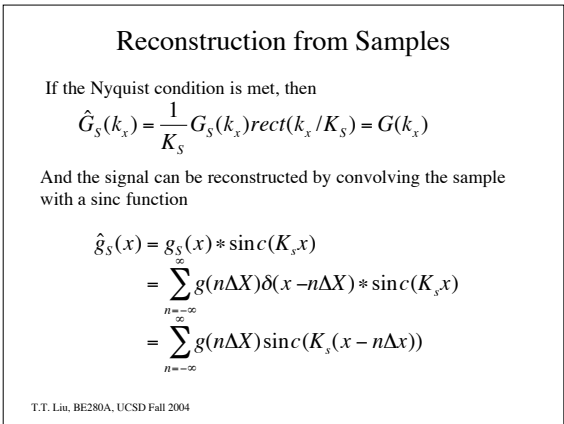 Reconstruction from Samples
If the Nyquist condition is met, then
Ĝ_S(k_x) = 1/K_S G_S(k_x)rect(k_x/K_S) = G(k_x)
And the signal can be reconstructed by convolving the sample
with a sinc function
ĝ_S(x) = g_S(x) ∗ sinc(K_s x)
= ∑_{n=-∞}^{∞} g(nΔX)δ(x − nΔX) ∗ sinc(K_s x)
= ∑_{n=-∞}^{∞} g(nΔX)sinc(K_s(x − nΔx))
T.T. Liu, BE280A, UCSD Fall 2004